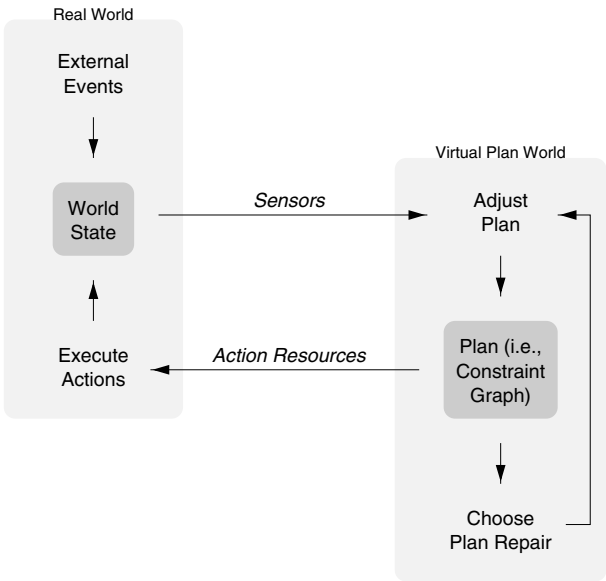 Real World
External
Events
World
State
Execute
Actions
Sensors
Action Resources
Virtual Plan World
Adjust
Plan
Plan (i.e.,
Constraint
Graph)
Choose
Plan Repair